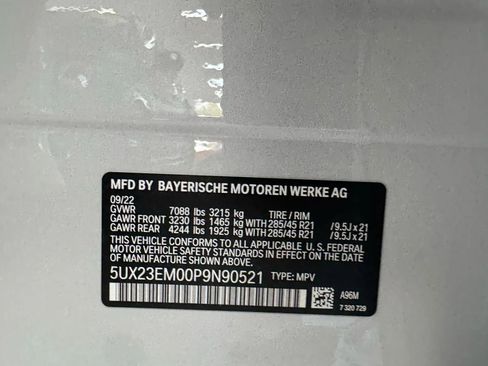 MFD BY BAYERISCHE MOTOREN WERKE AG
09/22
GVWR 7088 lbs 3215 kg TIRE / RIM
GAWR FRONT 3230 lbs 1465 kg WITH 285/45 R21 / 9.5J x 21
GAWR REAR 4244 lbs 1925 kg WITH 285/45 R21 / 9.5J x 21
THIS VEHICLE CONFORMS TO ALL APPLICABLE U. S. FEDERAL
MOTOR VEHICLE SAFETY STANDARDS IN EFFECT ON THE
DATE OF MANUFACTURE SHOWN ABOVE.
5UX23EM00P9N90521 TYPE: MPV
A96M
7 320 729